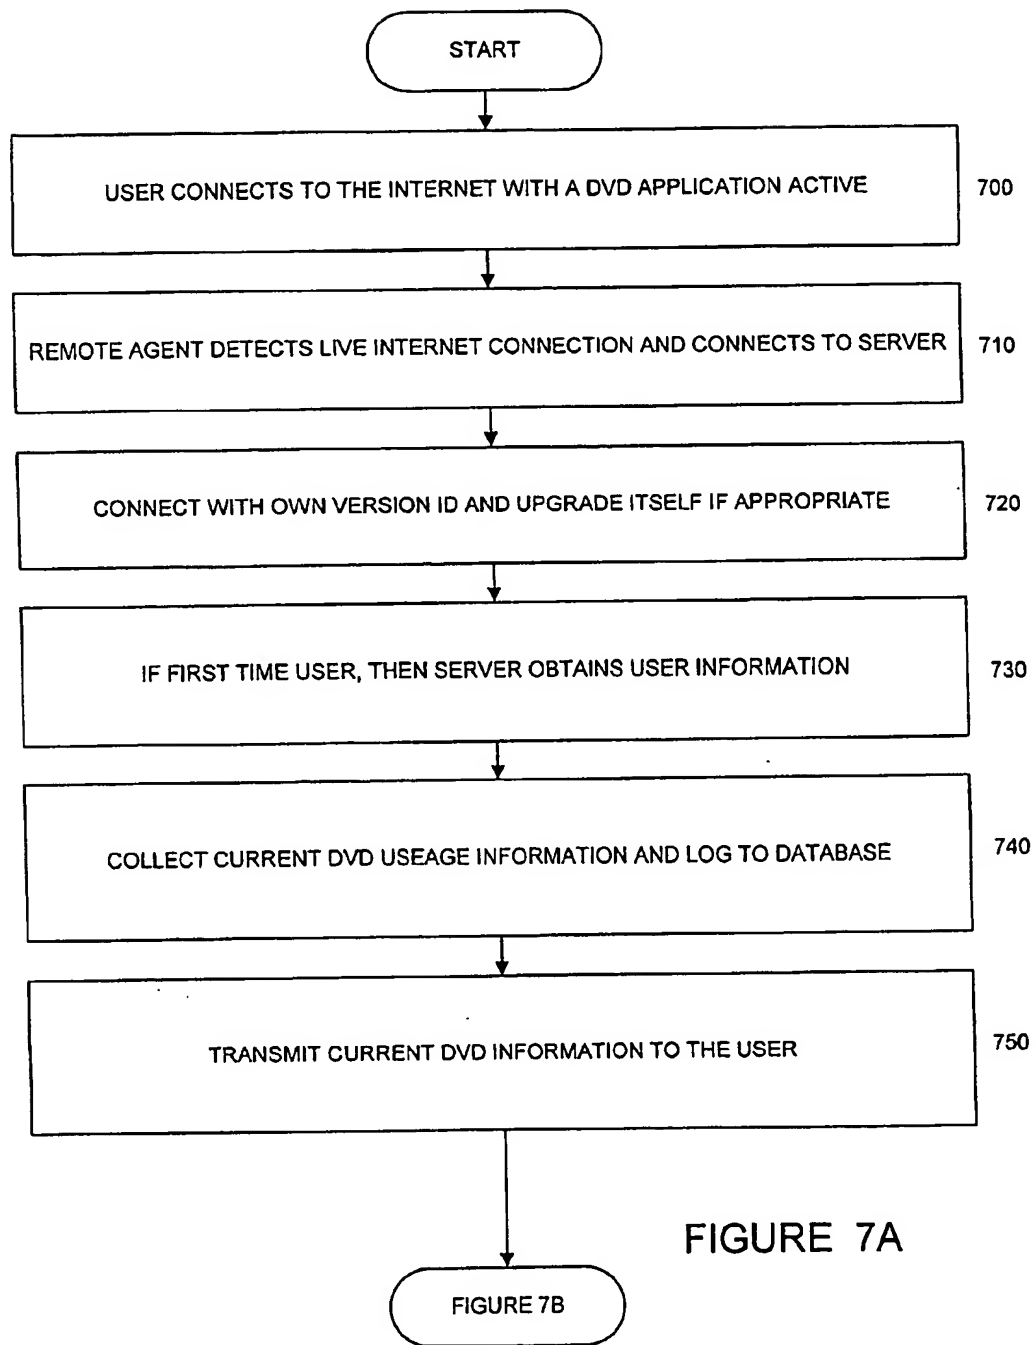 START
USER CONNECTS TO THE INTERNET WITH A DVD APPLICATION ACTIVE
700
REMOTE AGENT DETECTS LIVE INTERNET CONNECTION AND CONNECTS TO SERVER
710
CONNECT WITH OWN VERSION ID AND UPGRADE ITSELF IF APPROPRIATE
720
IF FIRST TIME USER, THEN SERVER OBTAINS USER INFORMATION
730
COLLECT CURRENT DVD USEAGE INFORMATION AND LOG TO DATABASE
740
TRANSMIT CURRENT DVD INFORMATION TO THE USER
750
FIGURE 7A
FIGURE 7B